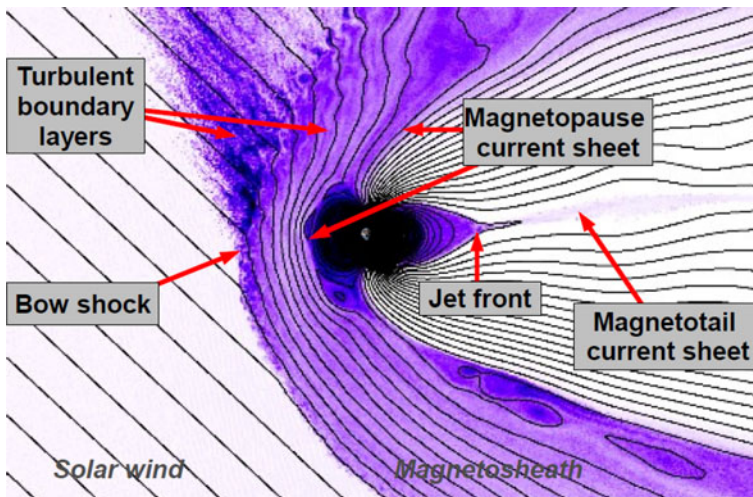 Turbulent
boundary
layers
Magnetopause
current sheet
Bow shock
Jet front
Magnetotail
current sheet
Solar wind
Magnetosheath